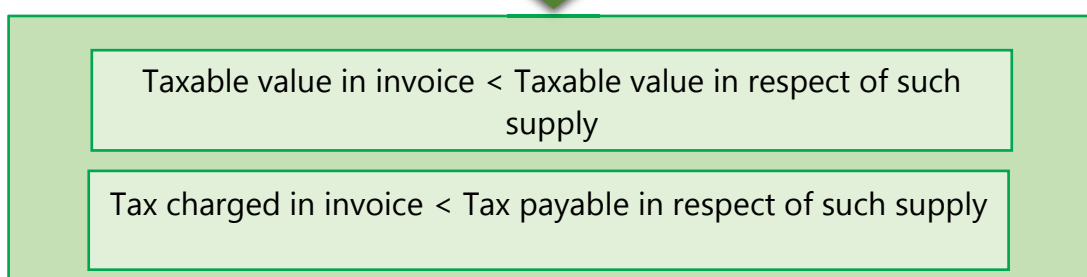 Taxable value in invoice < Taxable value in respect of such
supply
Tax charged in invoice < Tax payable in respect of such supply